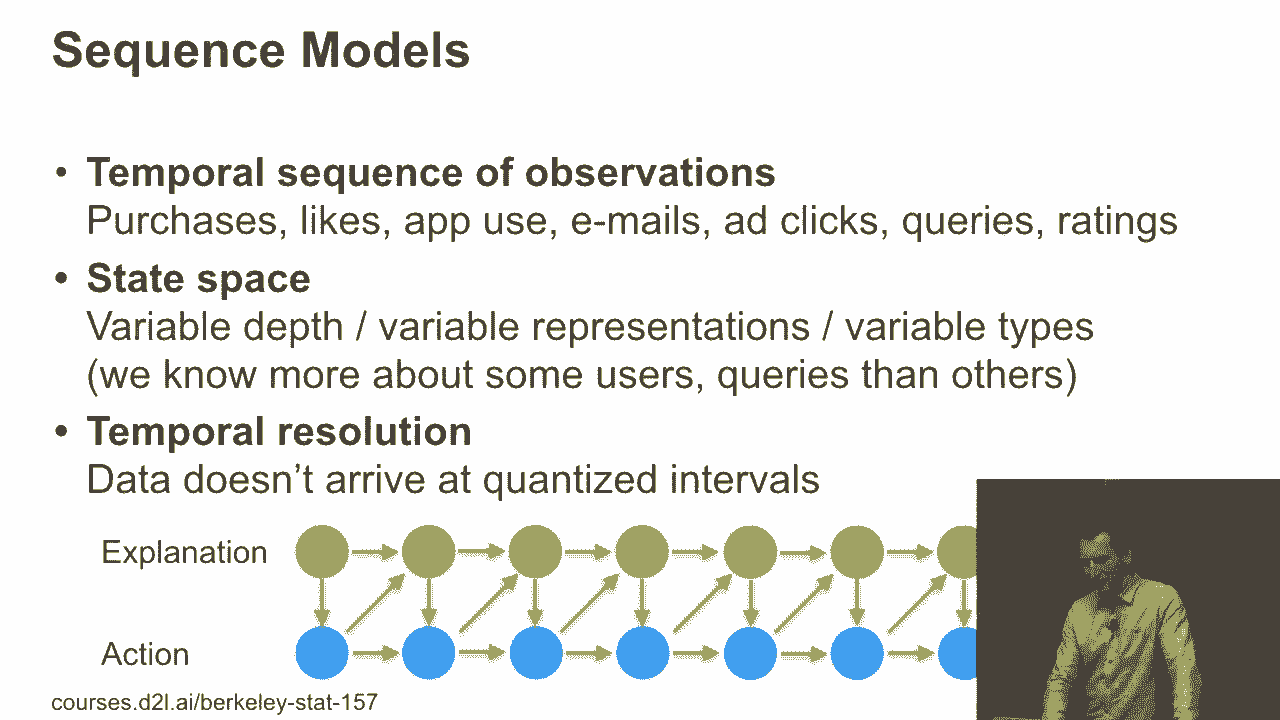 Sequence Models
• Temporal sequence of observations
Purchases, likes, app use, e-mails, ad clicks, queries, ratings
• State space
Variable depth / variable representations / variable types
(we know more about some users, queries than others)
• Temporal resolution
Data doesn’t arrive at quantized intervals
Explanation
Action
courses.d2l.ai/berkeley-stat-157